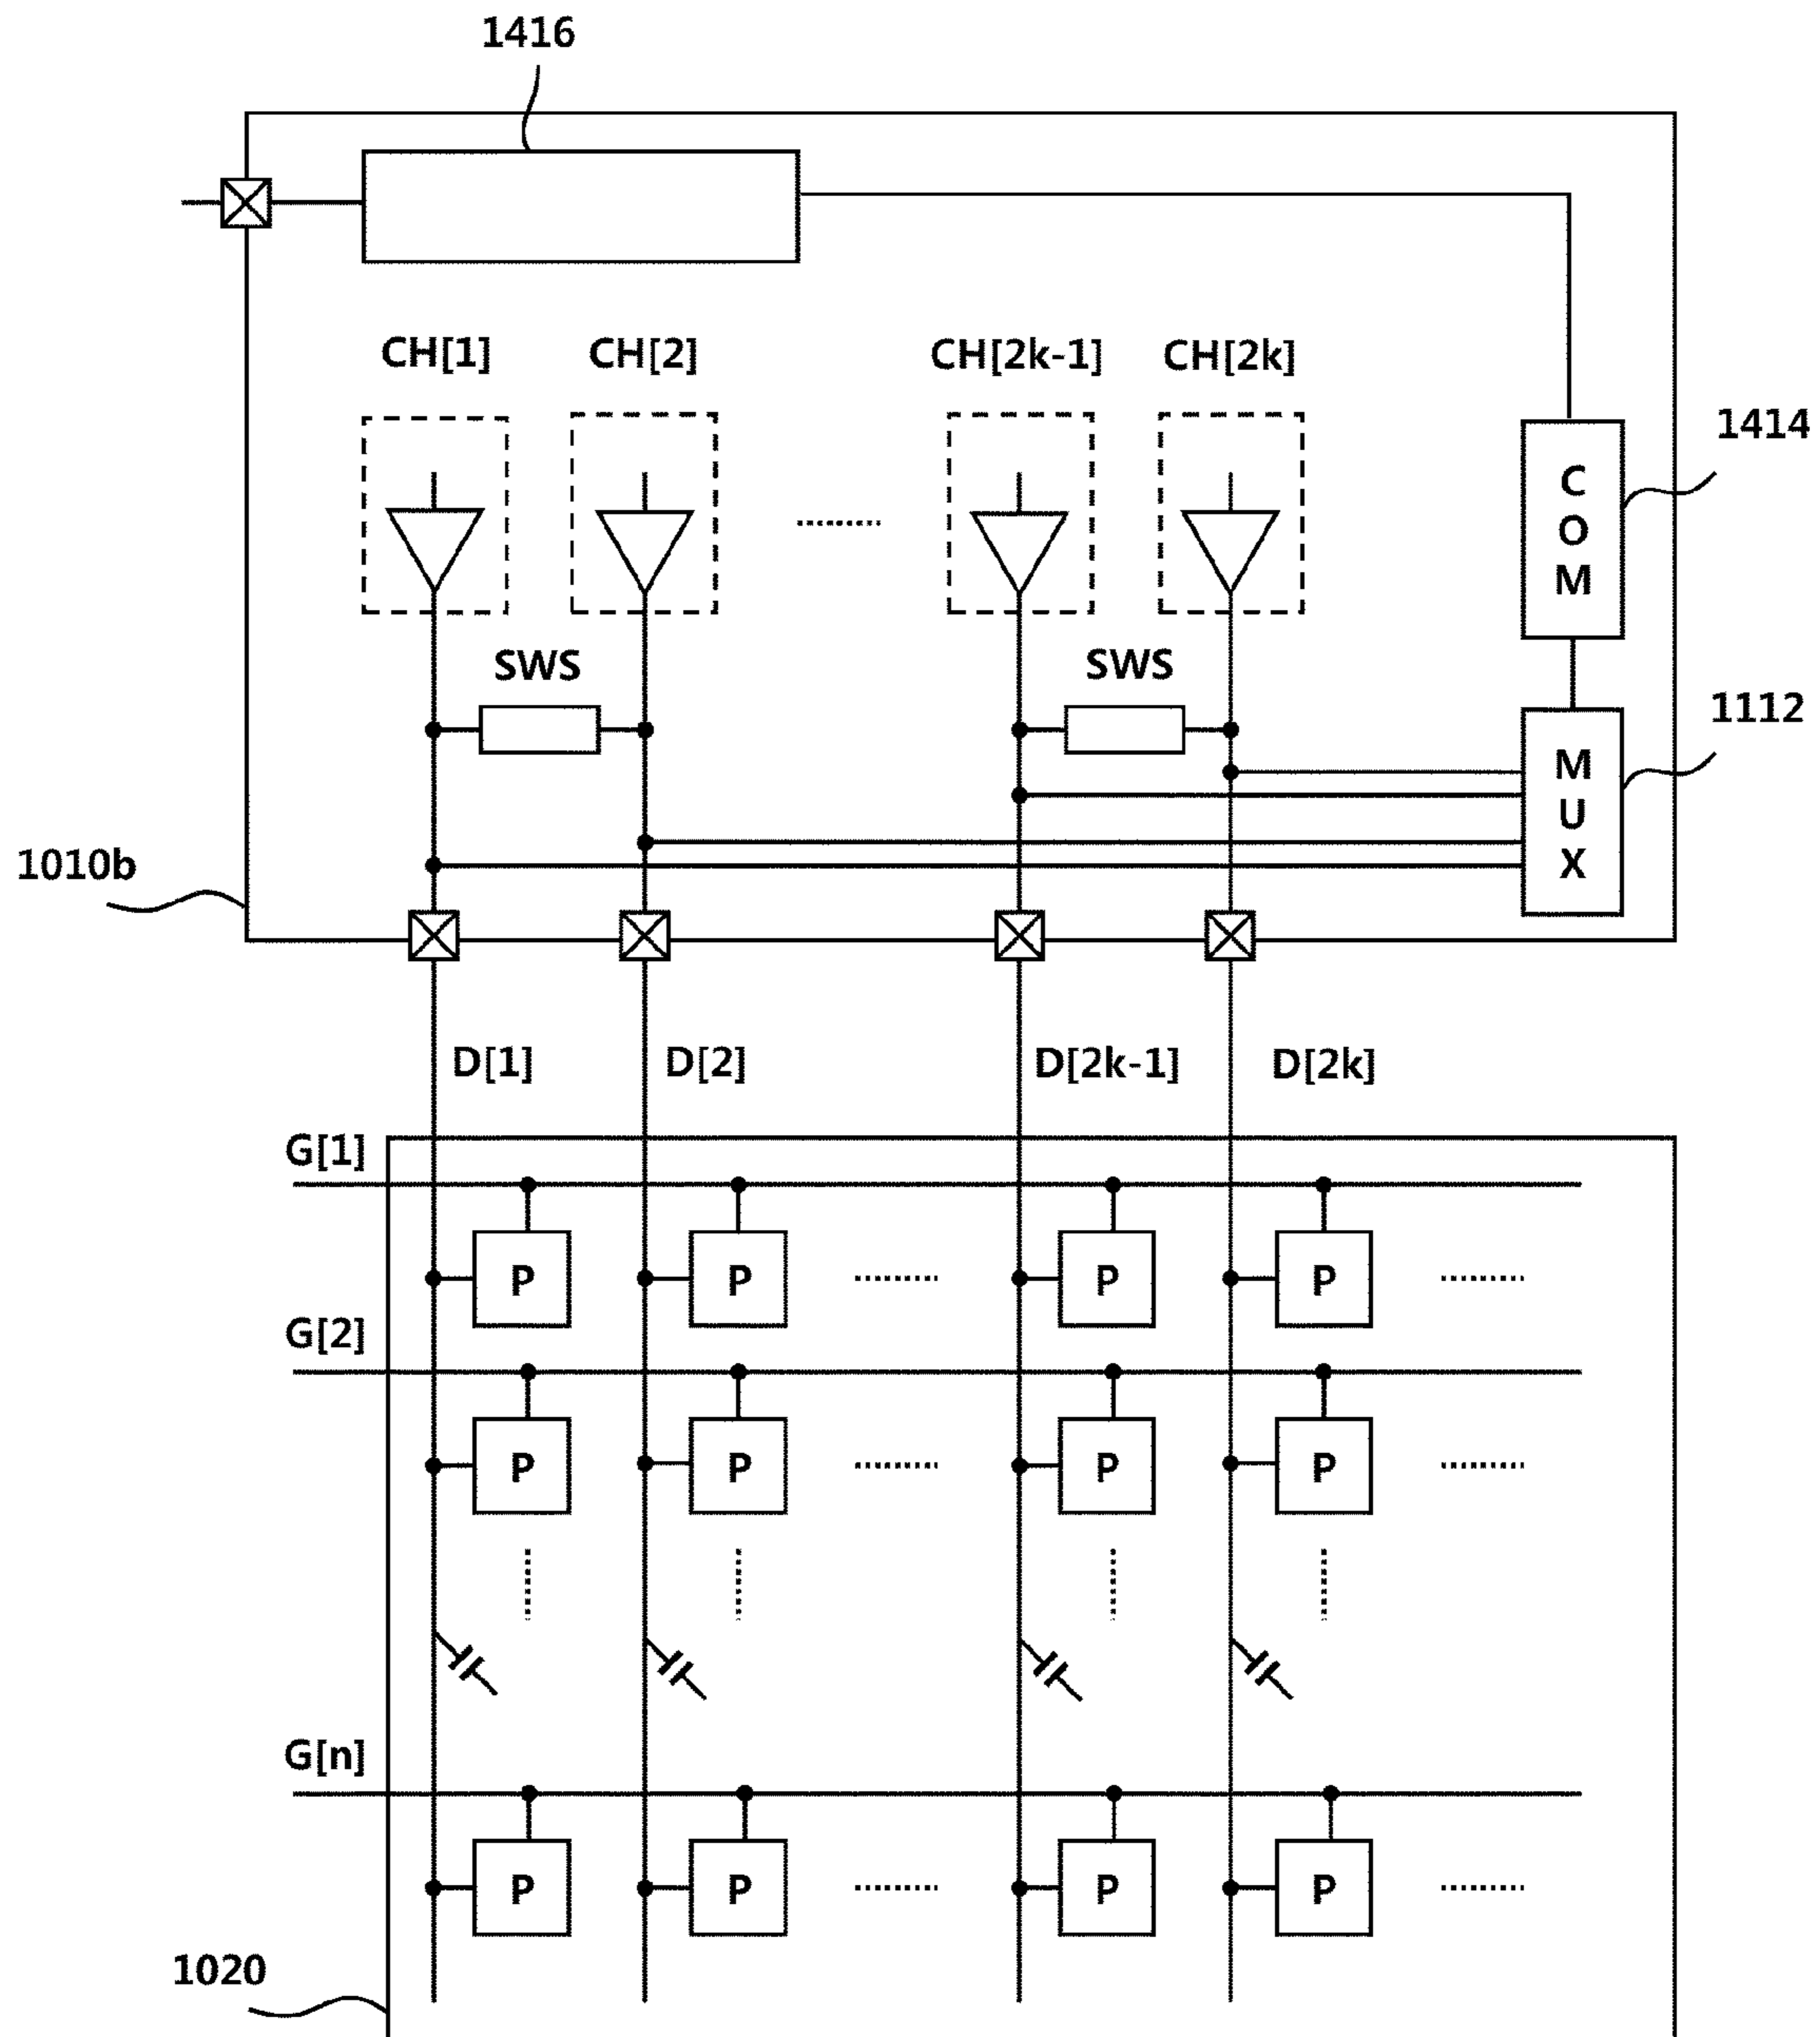 1416
CH[1] CH[2] CH[2k-1] CH[2k]
1414
C
O
M
SWS SWS
1112
M
U
X
1010b
D[1] D[2] D[2k-1] D[2k]
G[1]
P P P P
G[2]
P P P P
G[n]
P P P P
1020